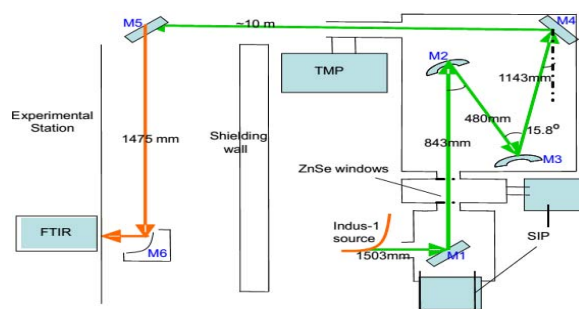 M5
~10 m
M4
M2
TMP
1143mm
Experimental
Station
480mm
15.8°
1475 mm
Shielding
wall
843mm
M3
ZnSe windows
Indus-1
source
FTIR
SIP
M6
1503mm
M1